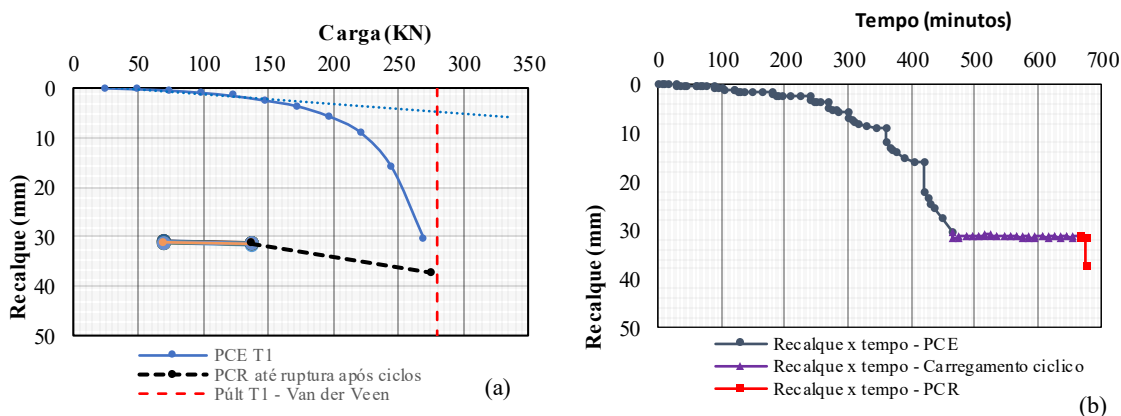 Carga (KN)
0 50 100 150 200 250 300 350
0
10
20
30
40
50
Recalque (mm)
PCE T1
PCR até ruptura após ciclos
Púlt T1 - Van der Veen
(a)
Tempo (minutos)
0 100 200 300 400 500 600 700
0
10
20
30
40
50
Recalque (mm)
Recalque x tempo - PCE
Recalque x tempo - Carregamento ciclico
Recalque x tempo - PCR
(b)